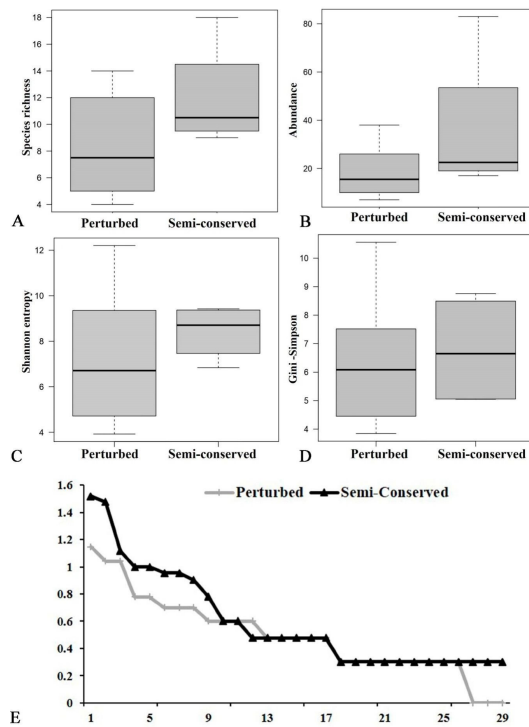 18
16
14
12
10
8
6
4
Species richness
Perturbed Semi-conserved
A
80
60
40
20
Abundance
Perturbed Semi-conserved
B
12
10
8
6
4
Shannon entropy
Perturbed Semi-conserved
C
10
9
8
7
6
5
4
Gini -Simpson
Perturbed Semi-conserved
D
Perturbed Semi-Conserved
1.6
1.4
1.2
1
0.8
0.6
0.4
0.2
0
1 5 9 13 17 21 25 29
E